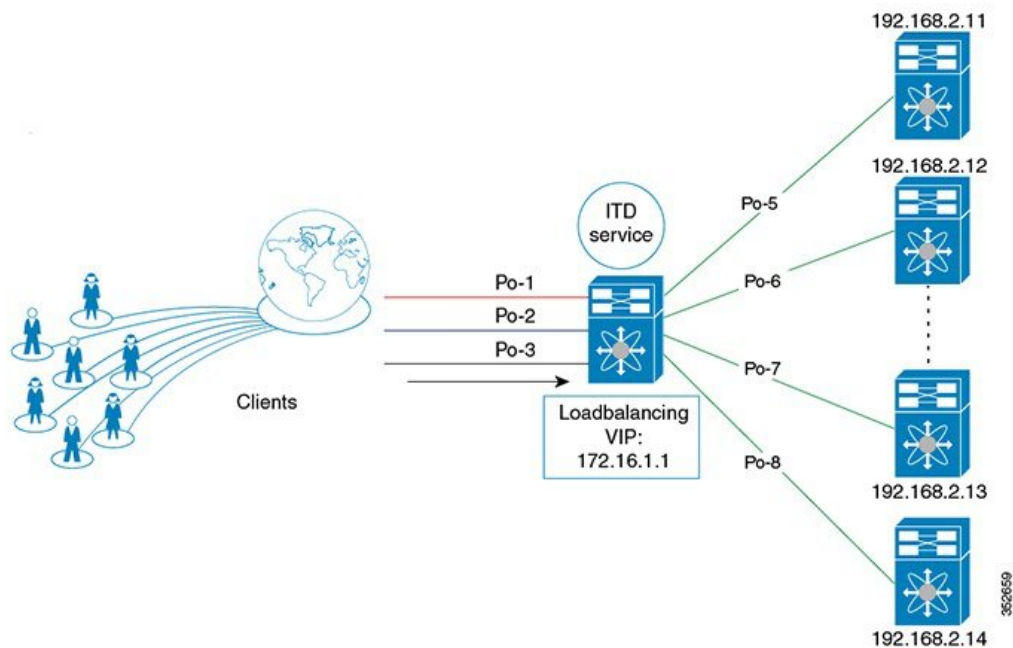 192.168.2.11
192.168.2.12
Po-5
ITD
service
Po-6
Po-1
Po-2
Po-3
Po-7
Clients
Loadbalancing
VIP:
172.16.1.1
Po-8
192.168.2.13
192.168.2.14
352659